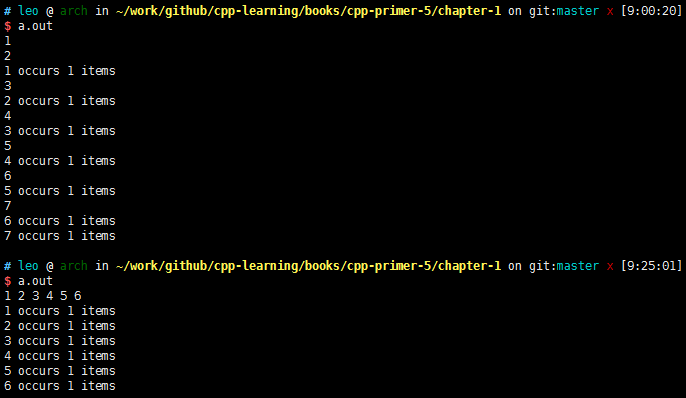 # leo @ arch in ~/work/github/cpp-learning/books/cpp-primer-5/chapter-1 on git:master x [9:00:20]
$ a.out
1
2
1 occurs 1 items
3
2 occurs 1 items
4
3 occurs 1 items
5
4 occurs 1 items
6
5 occurs 1 items
7
6 occurs 1 items
7 occurs 1 items
# leo @ arch in ~/work/github/cpp-learning/books/cpp-primer-5/chapter-1 on git:master x [9:25:01]
$ a.out
1 2 3 4 5 6
1 occurs 1 items
2 occurs 1 items
3 occurs 1 items
4 occurs 1 items
5 occurs 1 items
6 occurs 1 items